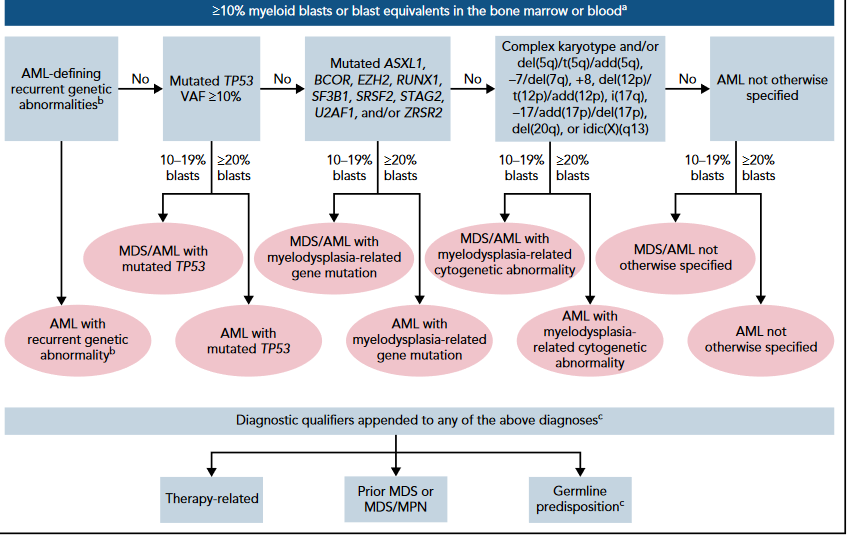 ≥10% myeloid blasts or blast equivalents in the bone marrow or bloodᵃ
AML-defining
recurrent genetic
abnormalitiesᵇ
No
Mutated TP53
VAF ≥10%
No
Mutated ASXL1,
BCOR, EZH2, RUNX1,
SF3B1, SRSF2, STAG2,
U2AF1, and/or ZRSR2
No
Complex karyotype and/or
del(5q)/t(5q)/add(5q),
–7/del(7q), +8, del(12p)/
t(12p)/add(12p), i(17q),
–17/add(17p)/del(17p),
del(20q), or idic(X)(q13)
No
AML not otherwise
specified
10–19%
blasts
≥20%
blasts
10–19%
blasts
≥20%
blasts
10–19%
blasts
≥20%
blasts
10–19%
blasts
≥20%
blasts
MDS/AML with
mutated TP53
MDS/AML with
myelodysplasia-related
gene mutation
MDS/AML with
myelodysplasia-related
cytogenetic abnormality
MDS/AML not
otherwise specified
AML with
recurrent genetic
abnormalityᵇ
AML with
mutated TP53
AML with
myelodysplasia-related
gene mutation
AML with
myelodysplasia-
related cytogenetic
abnormality
AML not
otherwise specified
Diagnostic qualifiers appended to any of the above diagnosesᶜ
Therapy-related
Prior MDS or
MDS/MPN
Germline
predispositionᶜ